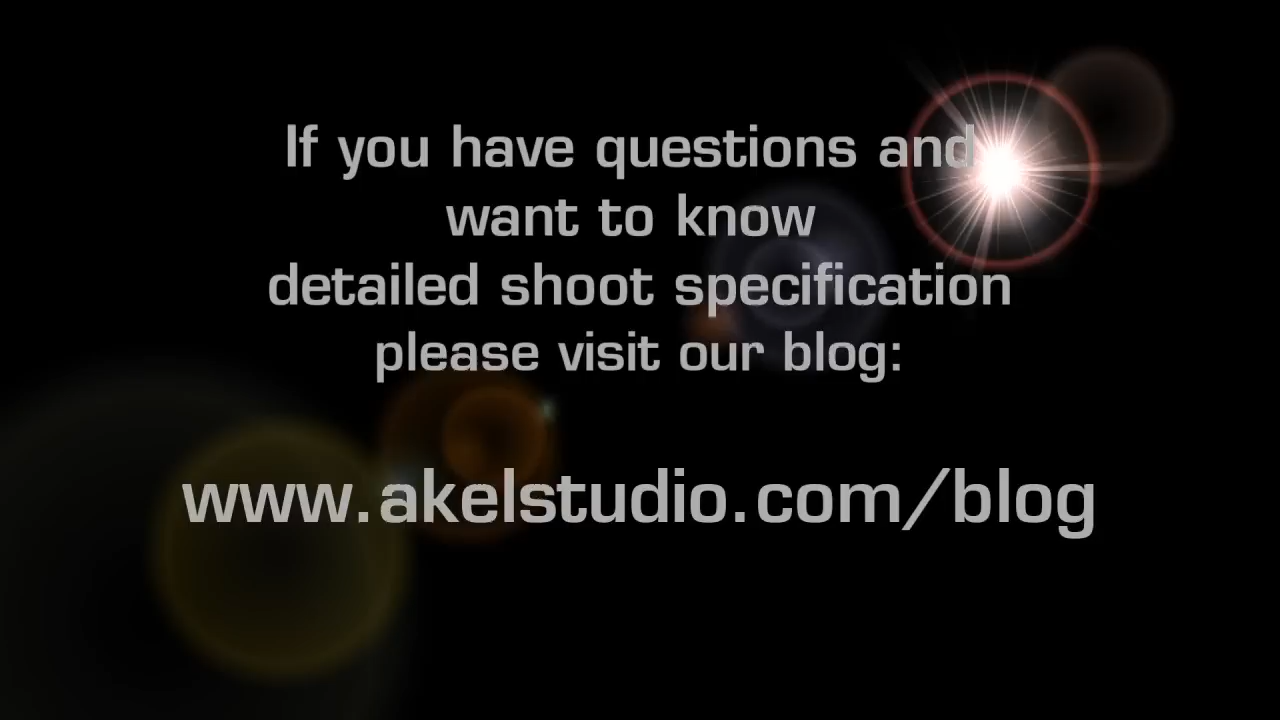 If you have questions and
want to know
detailed shoot specification
please visit our blog:
www.akelstudio.com/blog